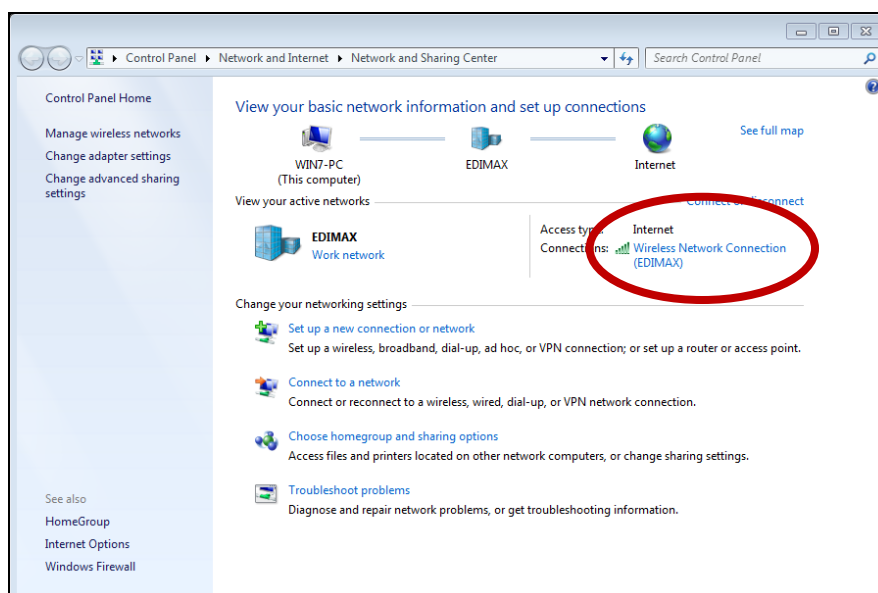 Control Panel Network and Internet Network and Sharing Center Search Control Panel
Control Panel Home
Manage wireless networks
Change adapter settings
Change advanced sharing
settings
See also
HomeGroup
Internet Options
Windows Firewall
View your basic network information and set up connections
See full map
WIN7-PC
(This computer)
EDIMAX
Internet
View your active networks
Connect or disconnect
EDIMAX
Work network
Access type: Internet
Connections: Wireless Network Connection
(EDIMAX)
Change your networking settings
Set up a new connection or network
Set up a wireless, broadband, dial-up, ad hoc, or VPN connection; or set up a router or access point.
Connect to a network
Connect or reconnect to a wireless, wired, dial-up, or VPN network connection.
Choose homegroup and sharing options
Access files and printers located on other network computers, or change sharing settings.
Troubleshoot problems
Diagnose and repair network problems, or get troubleshooting information.